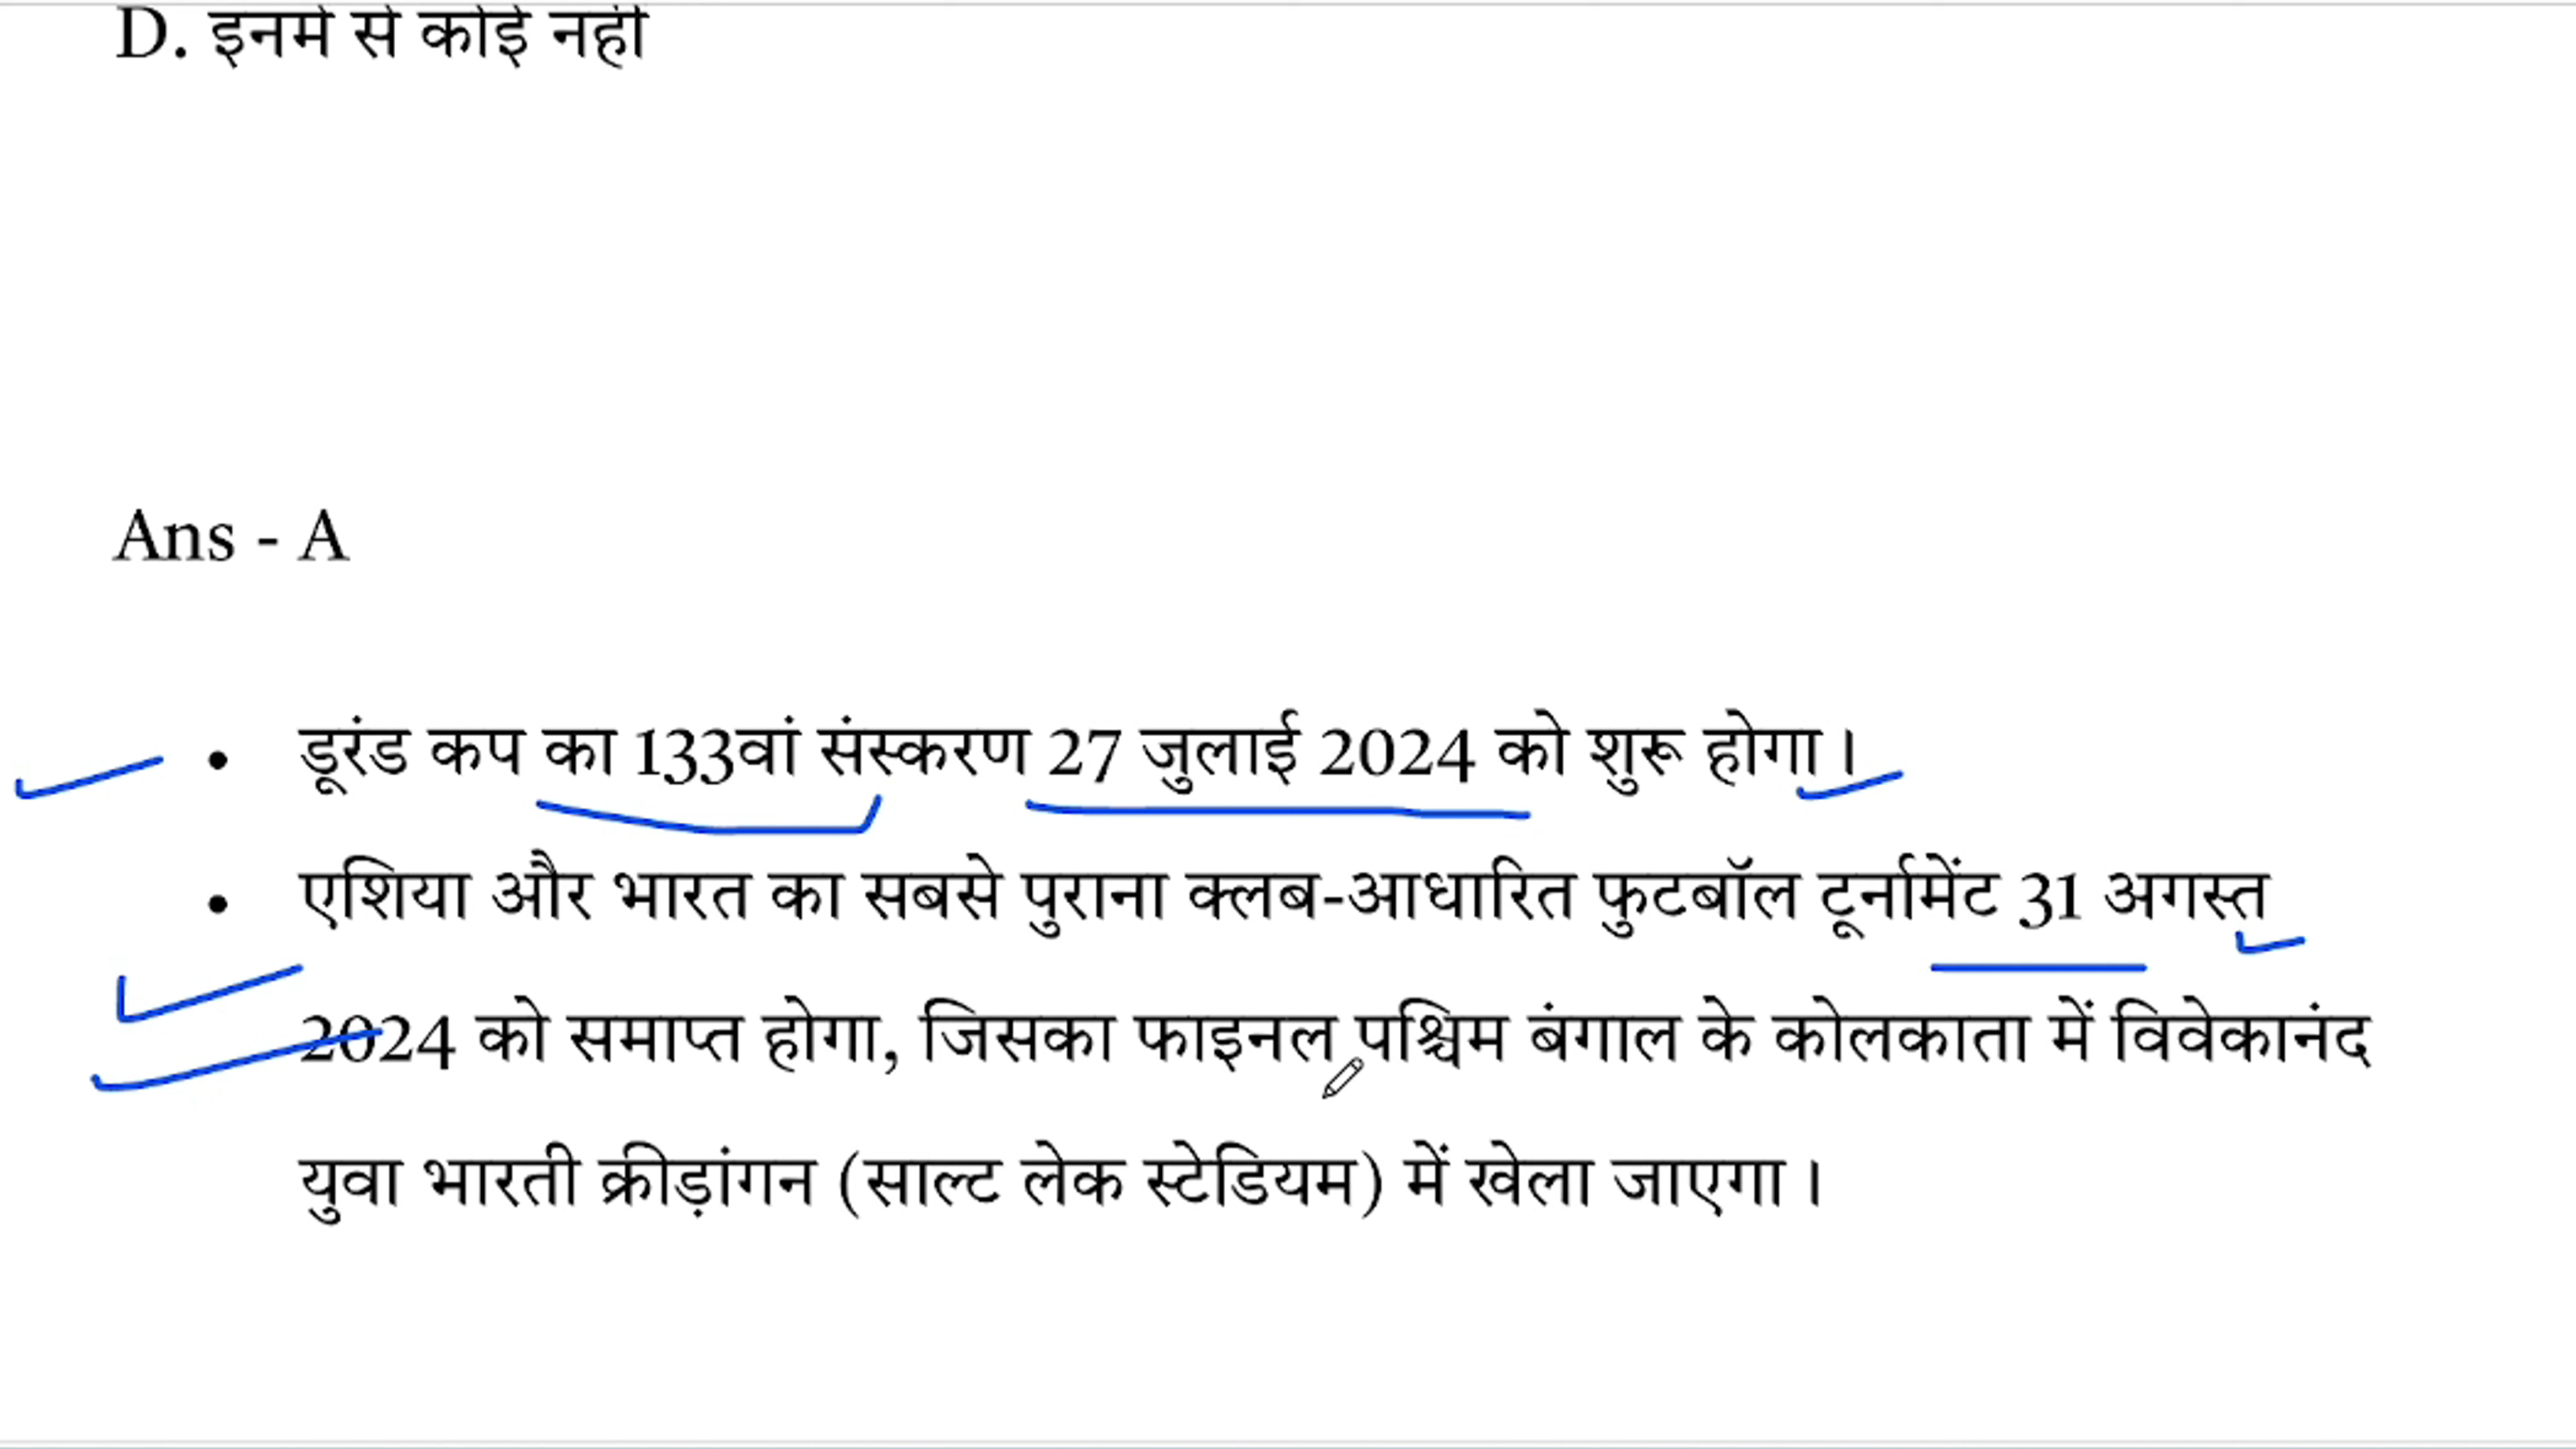 D. इनमें से कोई नहीं
Ans - A
• डूरंड कप का 133वां संस्करण 27 जुलाई 2024 को शुरू होगा।
• एशिया और भारत का सबसे पुराना क्लब-आधारित फुटबॉल टूर्नामेंट 31 अगस्त
2024 को समाप्त होगा, जिसका फाइनल पश्चिम बंगाल के कोलकाता में विवेकानंद
युवा भारती क्रीड़ांगन (साल्ट लेक स्टेडियम) में खेला जाएगा।